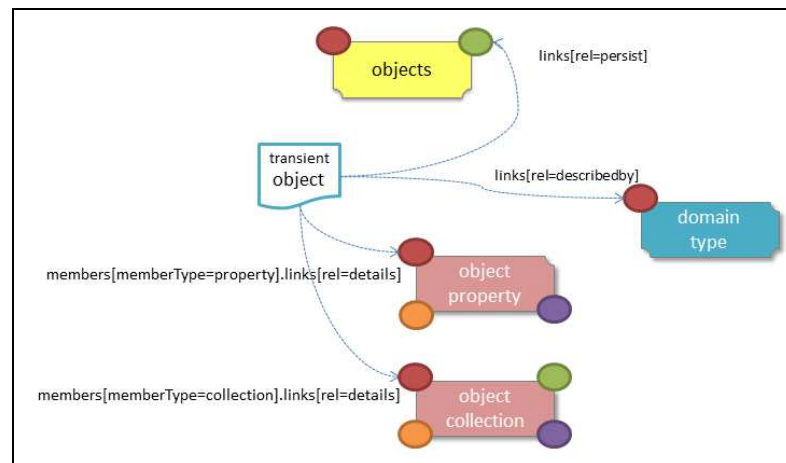 objects
links[rel=persist]
transient
object
links[rel=describedby]
domain
type
members[memberType=property].links[rel=details]
object
property
members[memberType=collection].links[rel=details]
object
collection